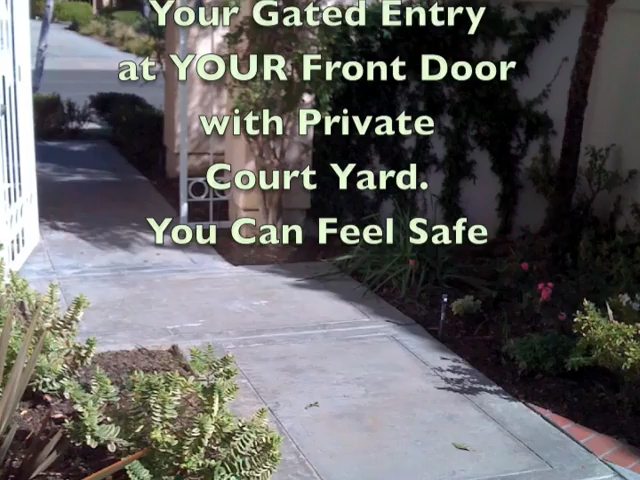 Your Gated Entry
at YOUR Front Door
with Private
Court Yard.
You Can Feel Safe